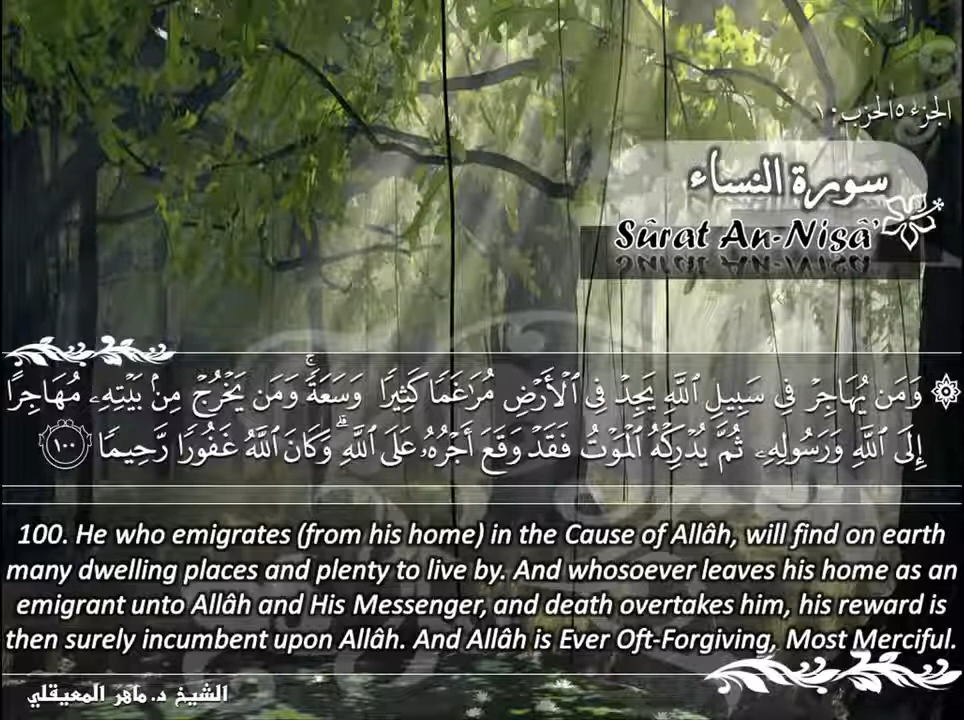 الجزء ٥ الحزب: ١
سورة النساء
Sûrat An-Nisâ'
۞ وَمَن يُهَاجِرْ فِى سَبِيلِ ٱللَّهِ يَجِدْ فِى ٱلْأَرْضِ مُرَٰغَمًا كَثِيرًا وَسَعَةً ۚ وَمَن يَخْرُجْ مِنۢ بَيْتِهِۦ مُهَاجِرًا
إِلَى ٱللَّهِ وَرَسُولِهِۦ ثُمَّ يُدْرِكْهُ ٱلْمَوْتُ فَقَدْ وَقَعَ أَجْرُهُۥ عَلَى ٱللَّهِ ۗ وَكَانَ ٱللَّهُ غَفُورًا رَّحِيمًا ١٠٠
100. He who emigrates (from his home) in the Cause of Allâh, will find on earth
many dwelling places and plenty to live by. And whosoever leaves his home as an
emigrant unto Allâh and His Messenger, and death overtakes him, his reward is
then surely incumbent upon Allâh. And Allâh is Ever Oft-Forgiving, Most Merciful.
الشيخ د. ماهر المعيقلي